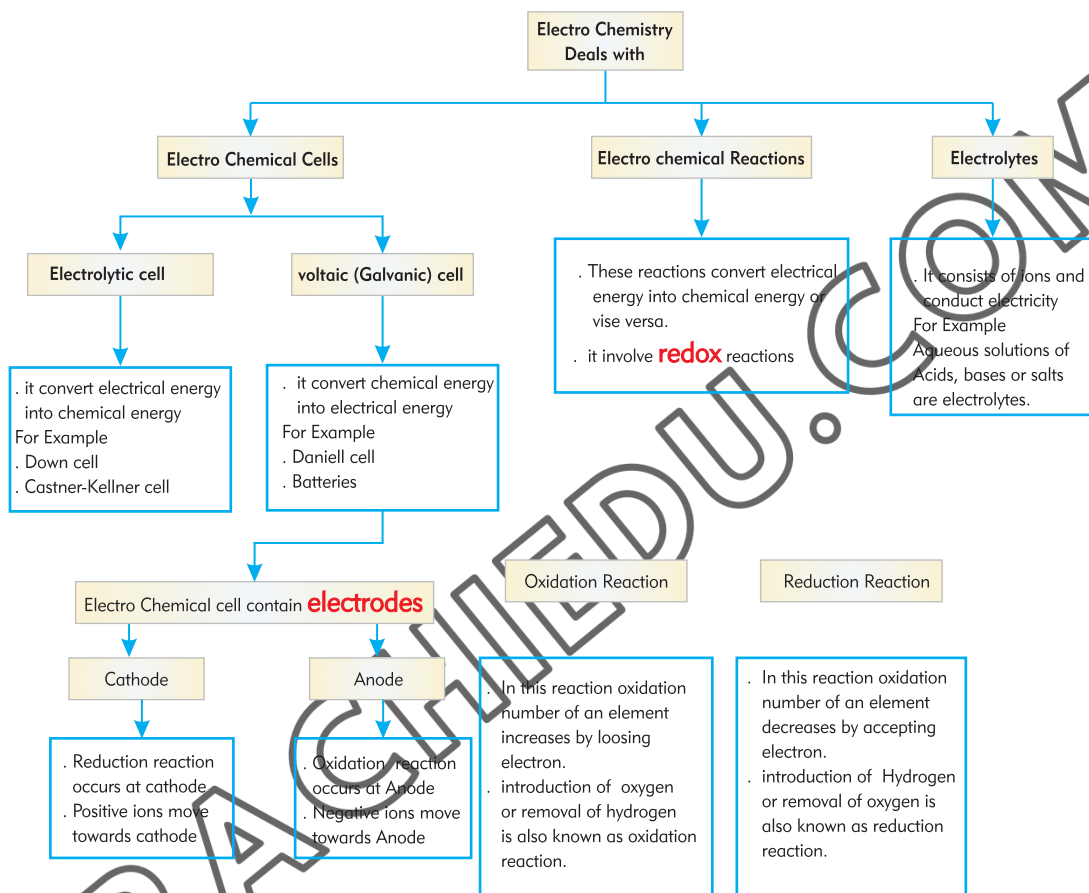 Electro Chemistry
Deals with
Electro Chemical Cells
Electro chemical Reactions
Electrolytes
Electrolytic cell
voltaic (Galvanic) cell
. it convert electrical energy
into chemical energy
For Example
. Down cell
. Castner-Kellner cell
. it convert chemical energy
into electrical energy
For Example
. Daniell cell
. Batteries
. These reactions convert electrical
energy into chemical energy or
vise versa.
. it involve redox reactions
. It consists of ions and
conduct electricity
For Example
Aqueous solutions of
Acids, bases or salts
are electrolytes.
Electro Chemical cell contain electrodes
Cathode
Anode
. Reduction reaction
occurs at cathode
. Positive ions move
towards cathode
. Oxidation reaction
occurs at Anode
. Negative ions move
towards Anode
Oxidation Reaction
. In this reaction oxidation
number of an element
increases by loosing
electron.
. introduction of oxygen
or removal of hydrogen
is also known as oxidation
reaction.
Reduction Reaction
. In this reaction oxidation
number of an element
decreases by accepting
electron.
. introduction of Hydrogen
or removal of oxygen is
also known as reduction
reaction.
RACHIEDU.COM